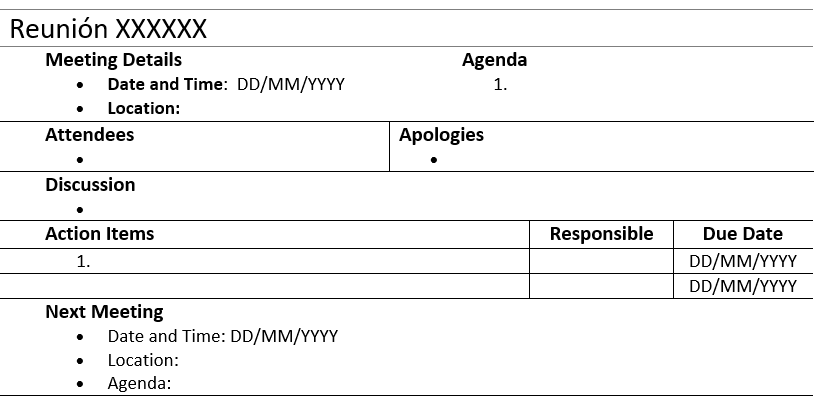 Reunión XXXXXX
Meeting Details
• Date and Time: DD/MM/YYYY
• Location:
Agenda
1.
Attendees
•
Apologies
•
Discussion
•
Action Items Responsible Due Date
1. DD/MM/YYYY
DD/MM/YYYY
Next Meeting
• Date and Time: DD/MM/YYYY
• Location:
• Agenda: